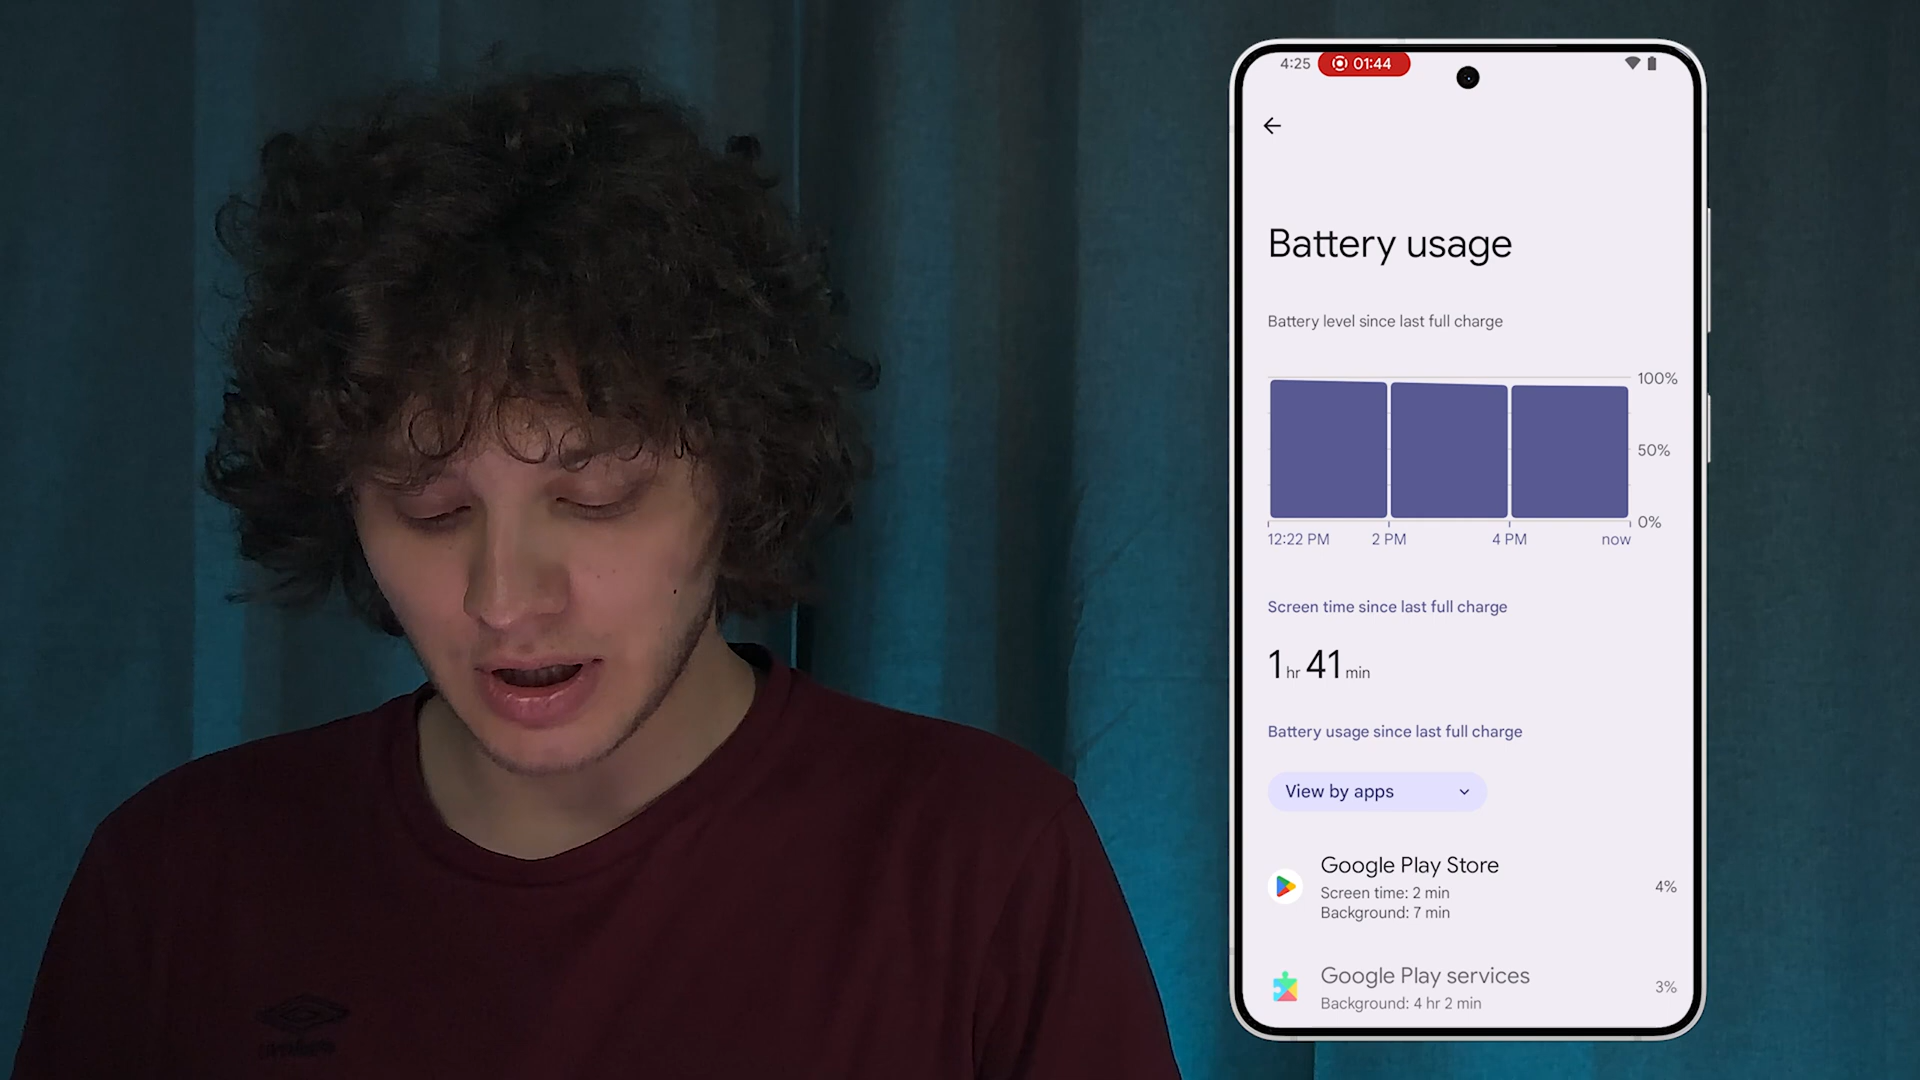 4:25 01:44
Battery usage
Battery level since last full charge
100%
50%
0%
12:22 PM 2 PM 4 PM now
Screen time since last full charge
1 hr 41 min
Battery usage since last full charge
View by apps
Google Play Store
Screen time: 2 min
Background: 7 min
4%
Google Play services
Background: 4 hr 2 min
3%